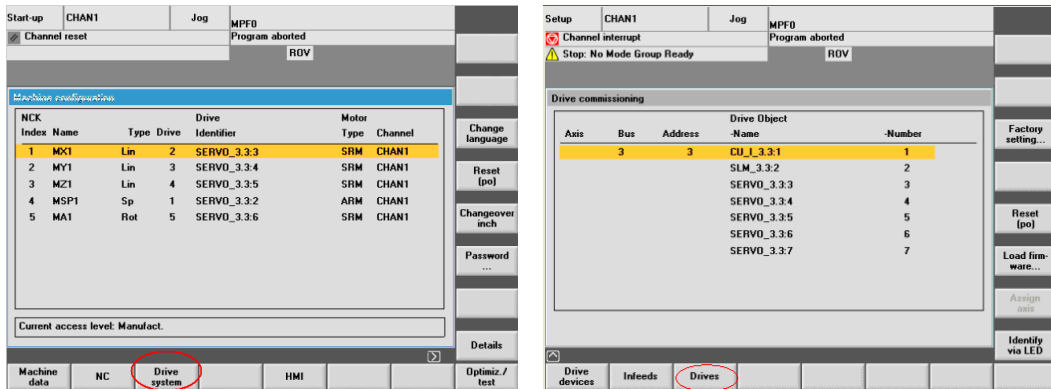 Start-up CHAN1 Jog MPF0
Channel reset Program aborted
ROV
Machine configuration
NCK Drive Motor
Index Name Type Drive Identifier Type Channel
1 MX1 Lin 2 SERVO_3.3:3 SRM CHAN1
2 MY1 Lin 3 SERVO_3.3:4 SRM CHAN1
3 MZ1 Lin 4 SERVO_3.3:5 SRM CHAN1
4 MSP1 Sp 1 SERVO_3.3:2 ARM CHAN1
5 MA1 Rot 5 SERVO_3.3:6 SRM CHAN1
Current access level: Manufact.
Change
language
Reset
(po)
Changeover
inch
Password
...
Details
Machine
data
NC
Drive
system
HMI
Optimiz./
test
Setup CHAN1 Jog MPF0
Channel interrupt Program aborted
Stop: No Mode Group Ready ROV
Drive commissioning
Drive Object
Axis Bus Address -Name -Number
3 3 CU_I_3.3:1 1
SLM_3.3:2 2
SERVO_3.3:3 3
SERVO_3.3:4 4
SERVO_3.3:5 5
SERVO_3.3:6 6
SERVO_3.3:7 7
Factory
setting...
Reset
(po)
Load firm-
ware...
Assign
axis
Identify
via LED
Drive
devices
Infeeds
Drives